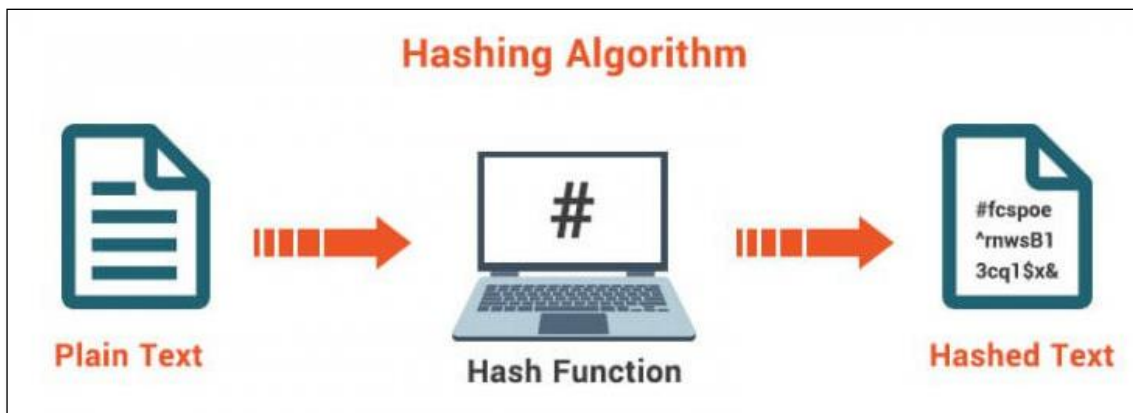 Hashing Algorithm
#
#fcspoe
^rnwsB1
3cq1$x&
Plain Text
Hash Function
Hashed Text